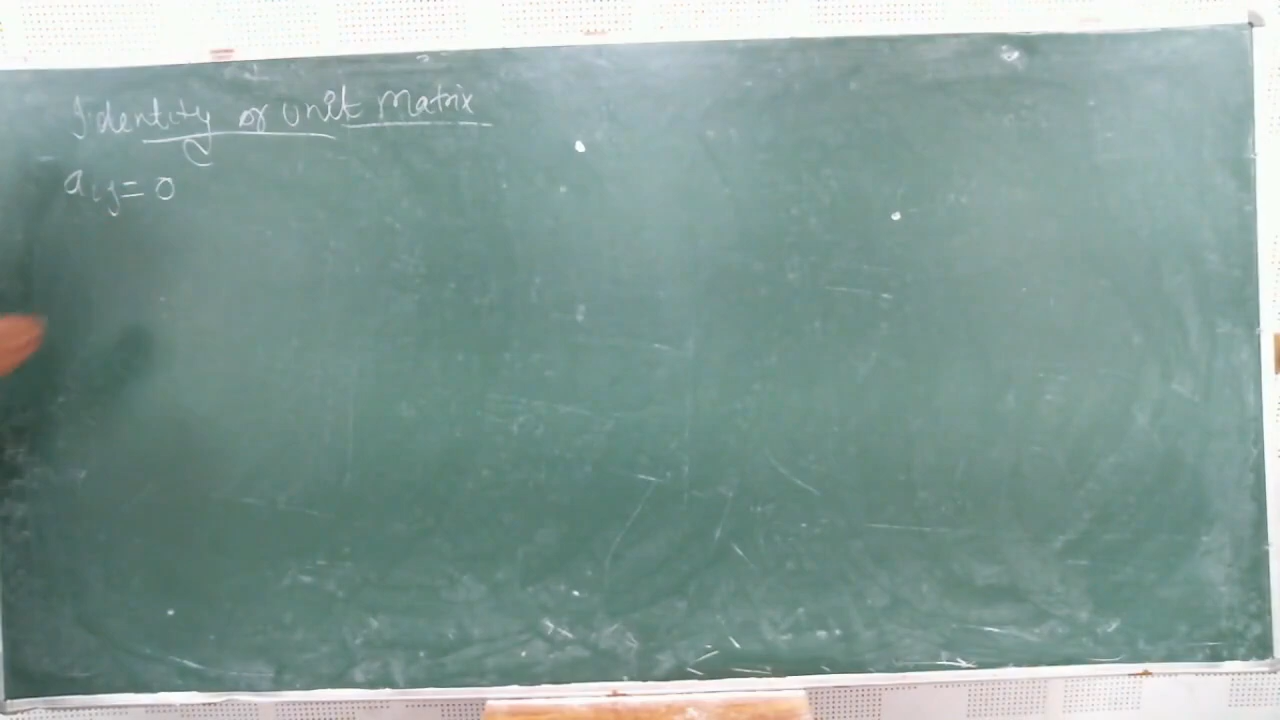 Identity or unit Matrix
aij = 0